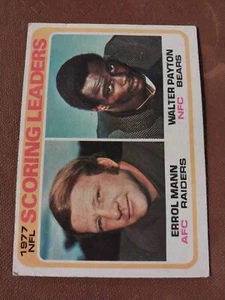 1977
NFL
SCORING LEADERS
WALTER PAYTON
NFC BEARS
ERROL MANN
AFC RAIDERS